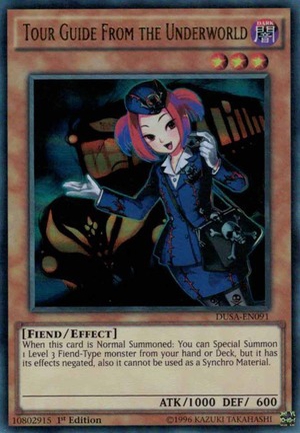 TOUR GUIDE FROM THE UNDERWORLD
DARK
闇
DUSA-EN091
[FIEND/EFFECT]
When this card is Normal Summoned: You can Special Summon
1 Level 3 Fiend-Type monster from your hand or Deck, but it has
its effects negated, also it cannot be used as a Synchro Material.
ATK/1000 DEF/ 600
10802915 1st Edition ©1996 KAZUKI TAKAHASHI